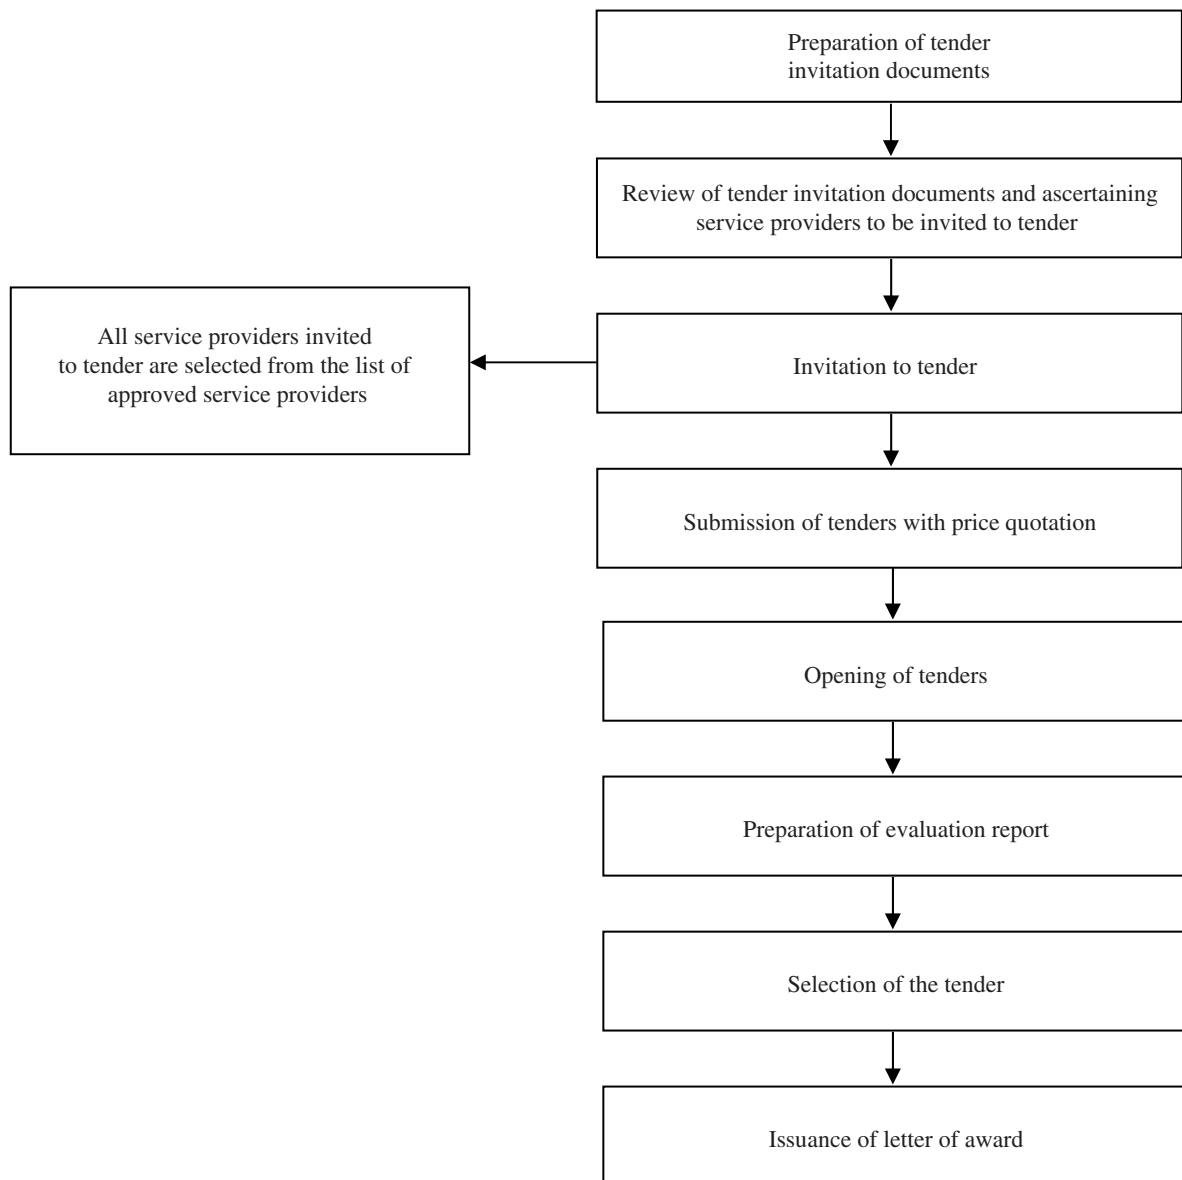 Preparation of tender
invitation documents
Review of tender invitation documents and ascertaining
service providers to be invited to tender
All service providers invited
to tender are selected from the list of
approved service providers
Invitation to tender
Submission of tenders with price quotation
Opening of tenders
Preparation of evaluation report
Selection of the tender
Issuance of letter of award